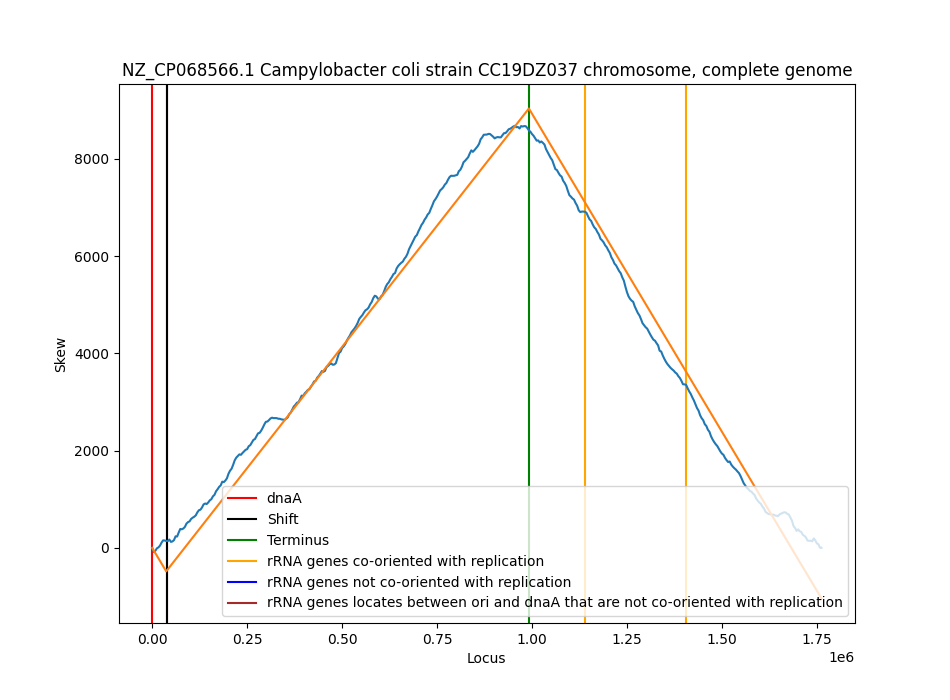 NZ_CP068566.1 Campylobacter coli strain CC19DZ037 chromosome, complete genome
Skew
8000
6000
4000
2000
0
dnaA
Shift
Terminus
rRNA genes co-oriented with replication
rRNA genes not co-oriented with replication
rRNA genes locates between ori and dnaA that are not co-oriented with replication
0.00 0.25 0.50 0.75 1.00 1.25 1.50 1.75
1e6
Locus